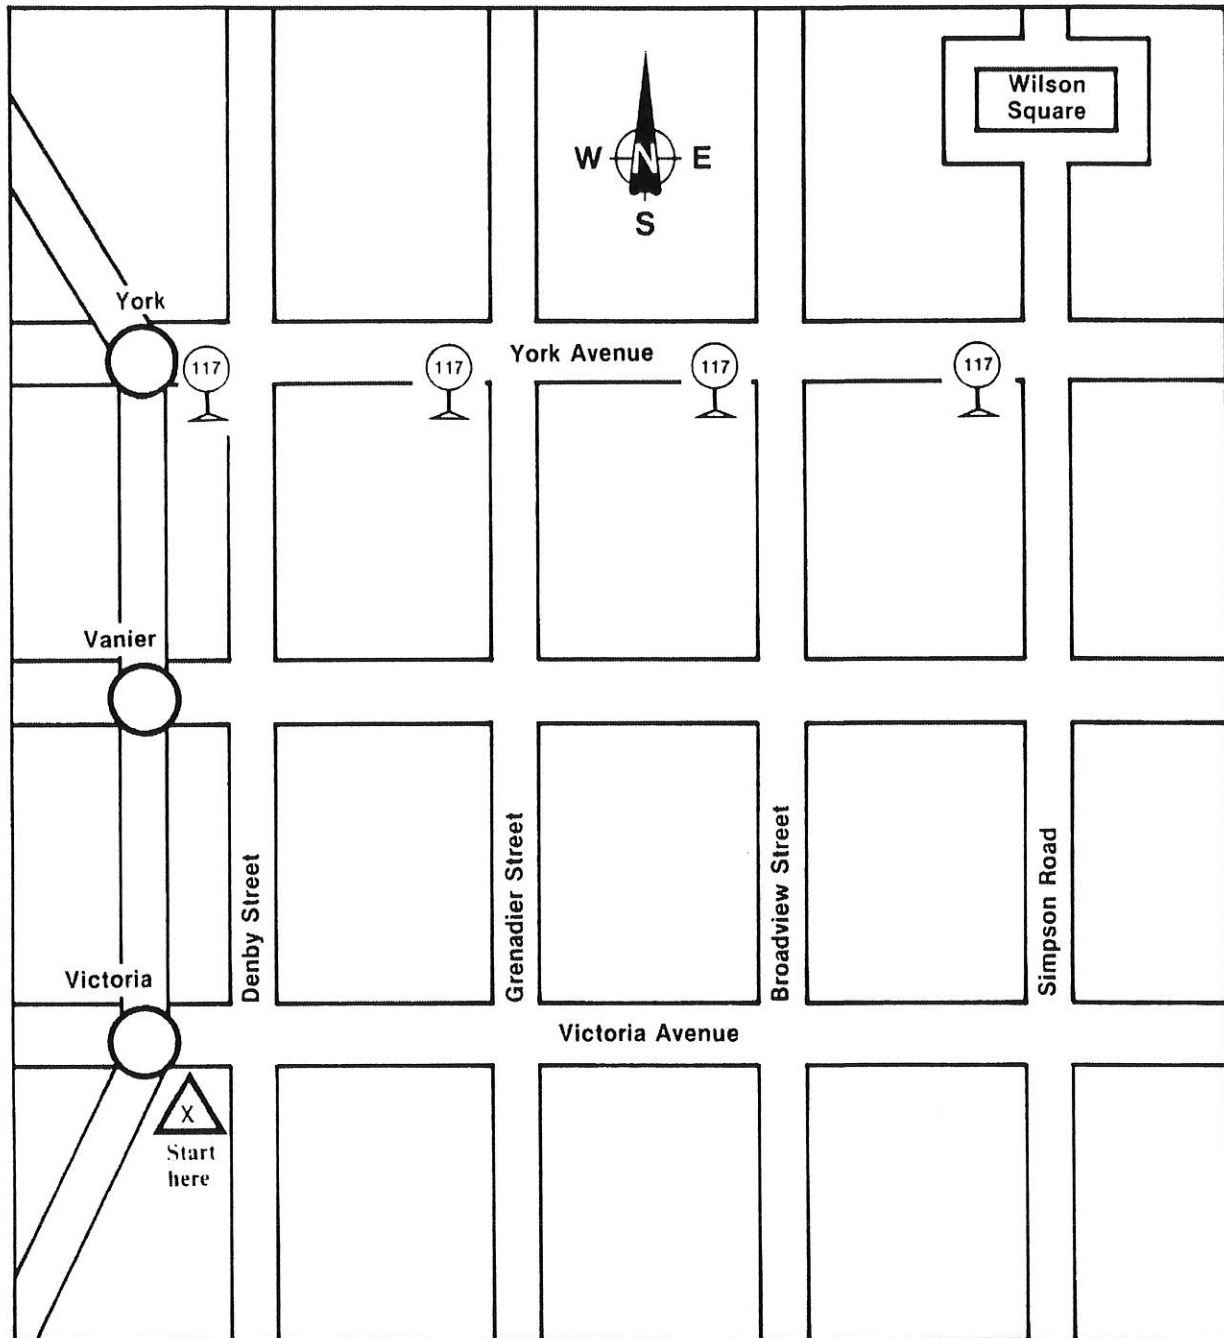 Wilson
Square
N
W
E
S
York
York Avenue
117
117
117
117
Vanier
Denby Street
Grenadier Street
Broadview Street
Simpson Road
Victoria
Victoria Avenue
X
Start
here